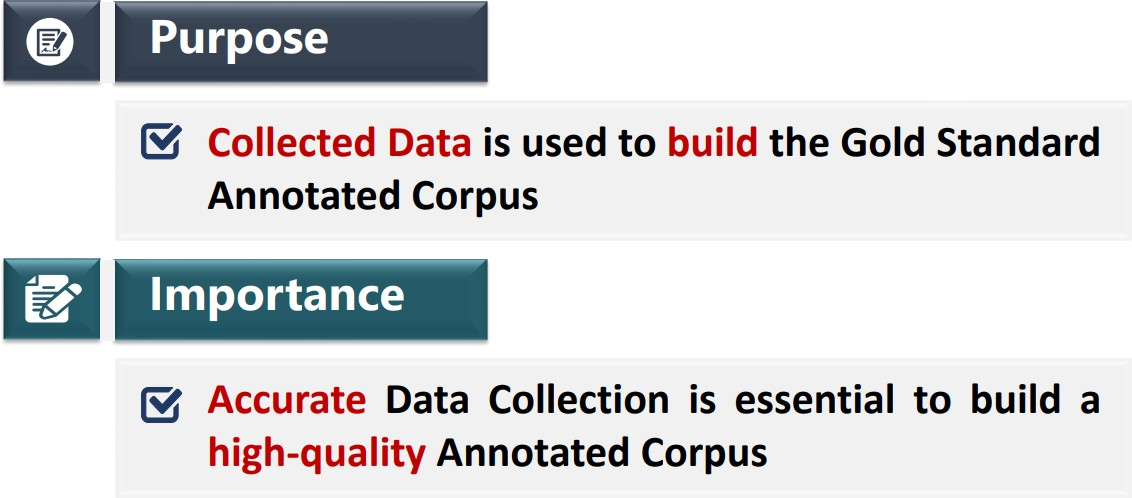 Purpose
Collected Data is used to build the Gold Standard
Annotated Corpus
Importance
Accurate Data Collection is essential to build a
high-quality Annotated Corpus